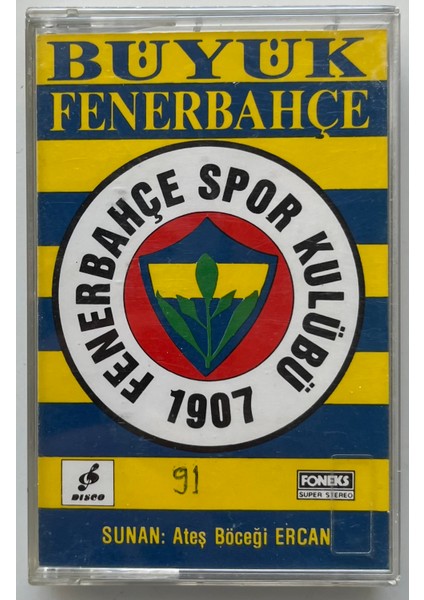 BÜYÜK
FENERBAHÇE
FENERBAHÇE SPOR KULÜBÜ
1907
DISCO
91
FONEKS
SUPER STEREO
SUNAN: Ateş Böceği ERCAN